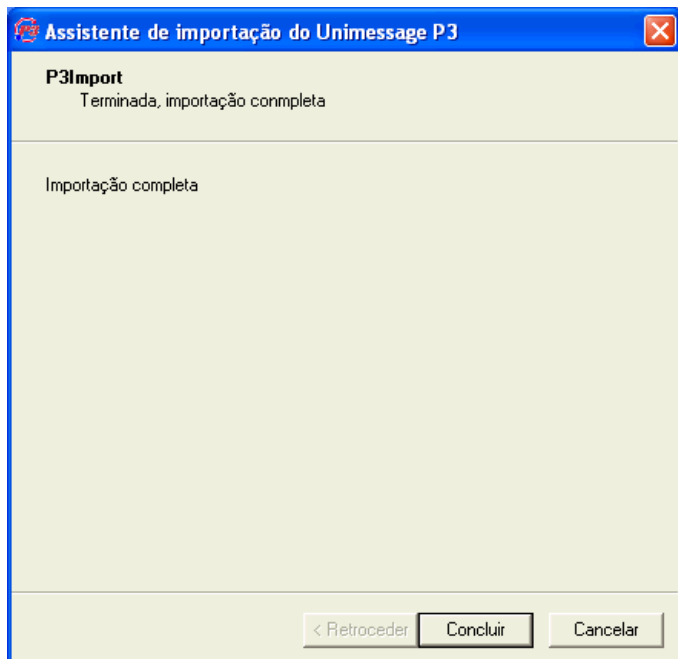 Assistente de importação do Unimessage P3
P3Import
Terminada, importação conmpleta
Importação completa
< Retroceder
Concluir
Cancelar